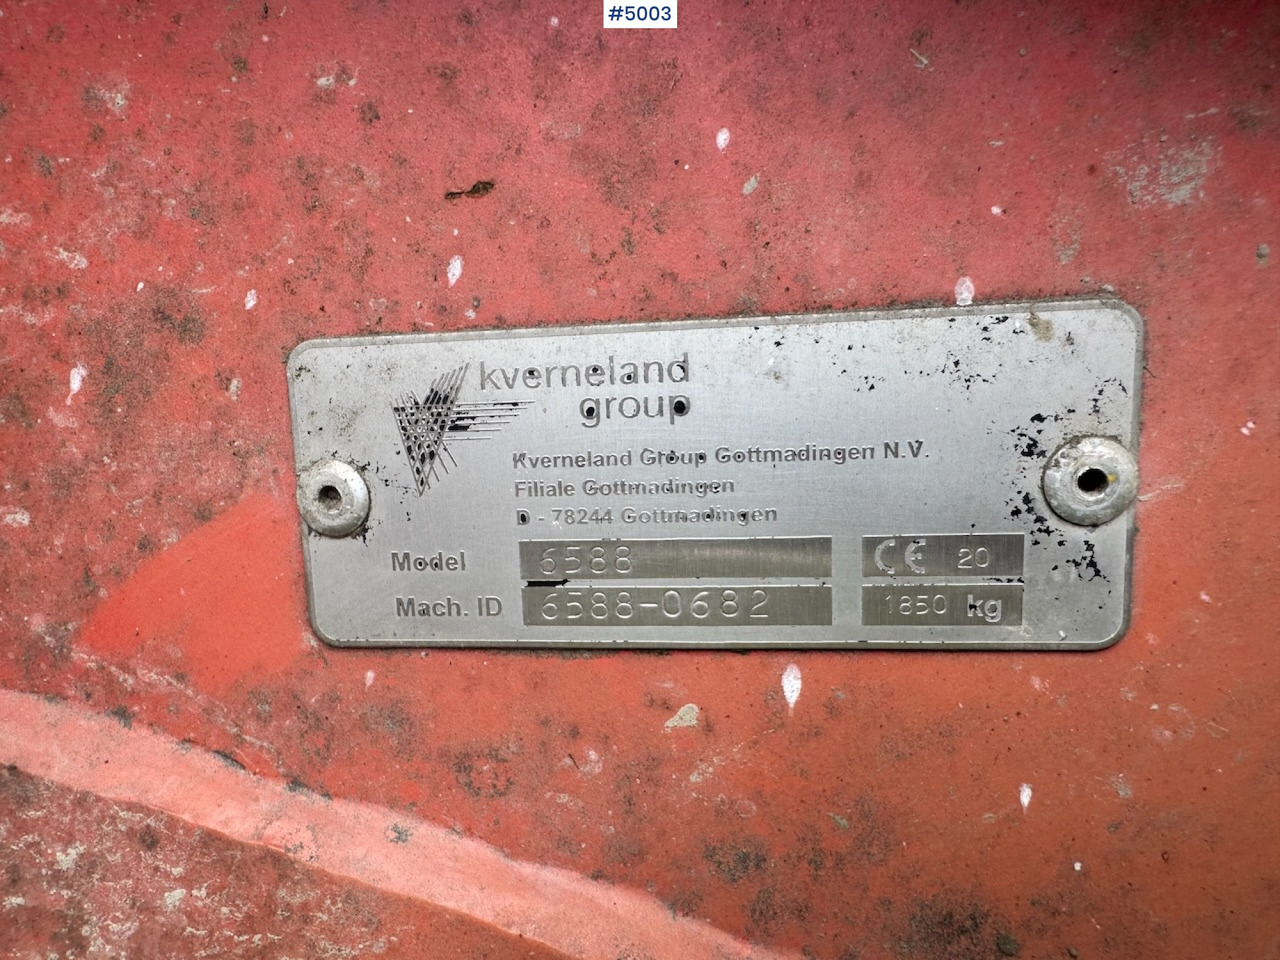 #5003
kverneland
group
Kverneland Group Gottmadingen N.V.
Filiale Gottmadingen
D - 78244 Gottmadingen
Model 6588 CE 20
Mach. ID 6588-0682 1850 kg